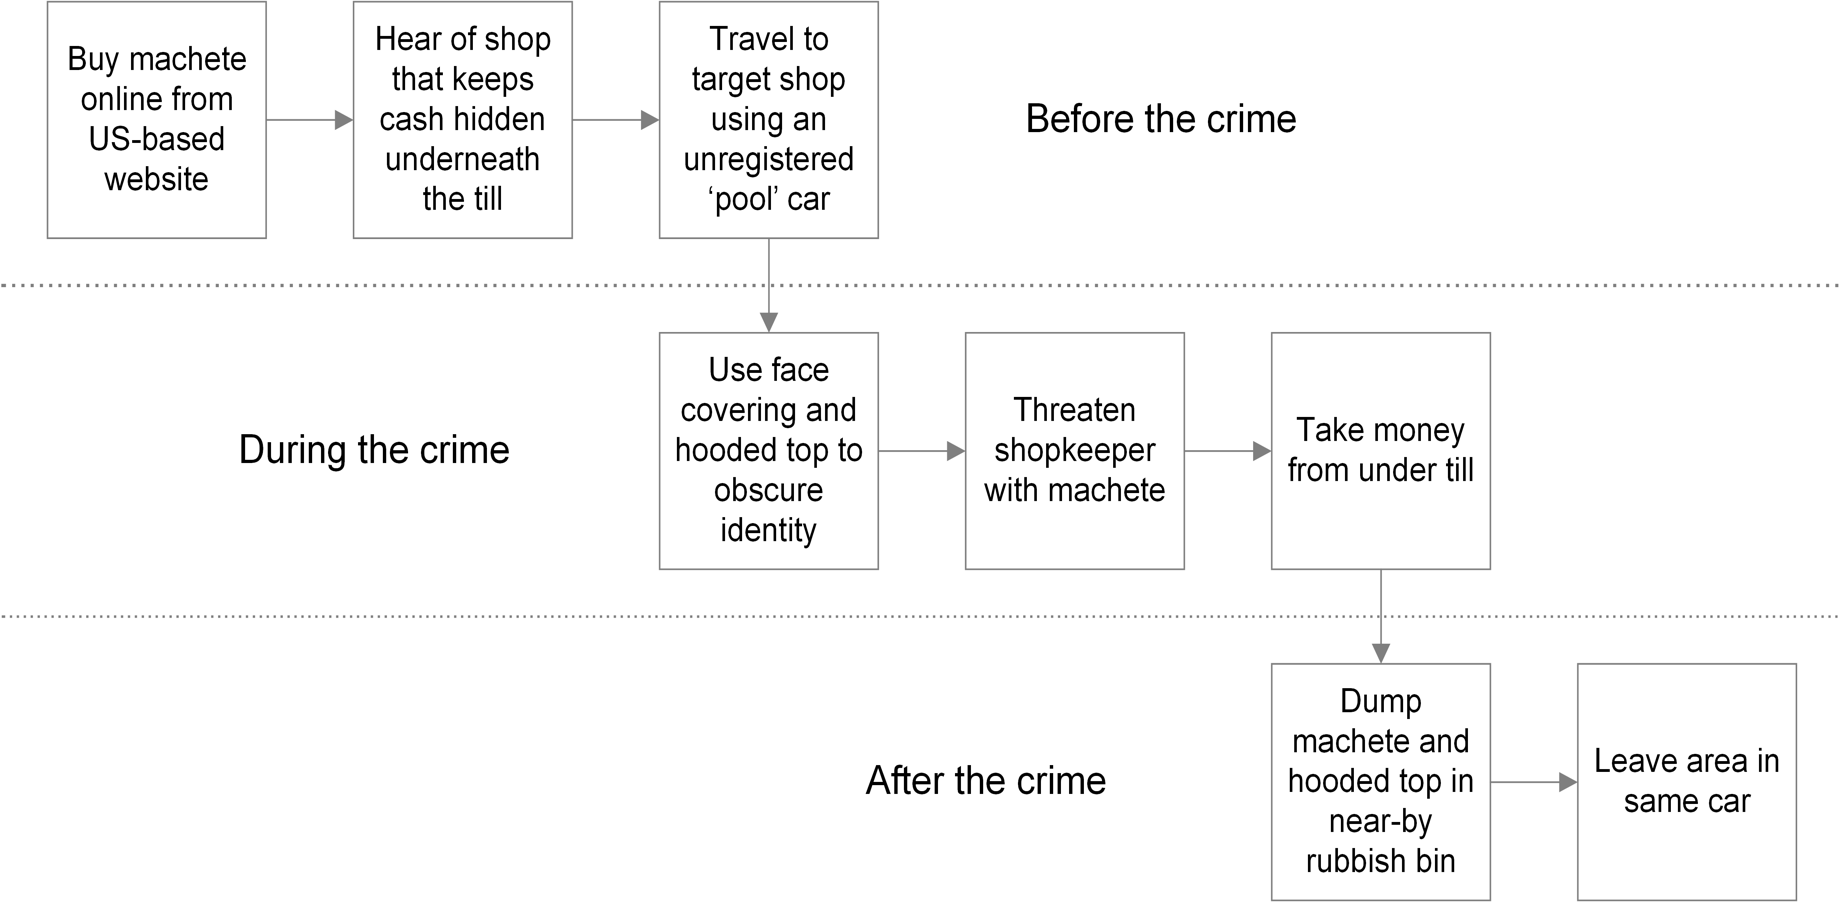 Buy machete
online from
US-based
website
Hear of shop
that keeps
cash hidden
underneath
the till
Travel to
target shop
using an
unregistered
‘pool’ car
Before the crime
During the crime
Use face
covering and
hooded top to
obscure
identity
Threaten
shopkeeper
with machete
Take money
from under till
After the crime
Dump
machete and
hooded top in
near-by
rubbish bin
Leave area in
same car